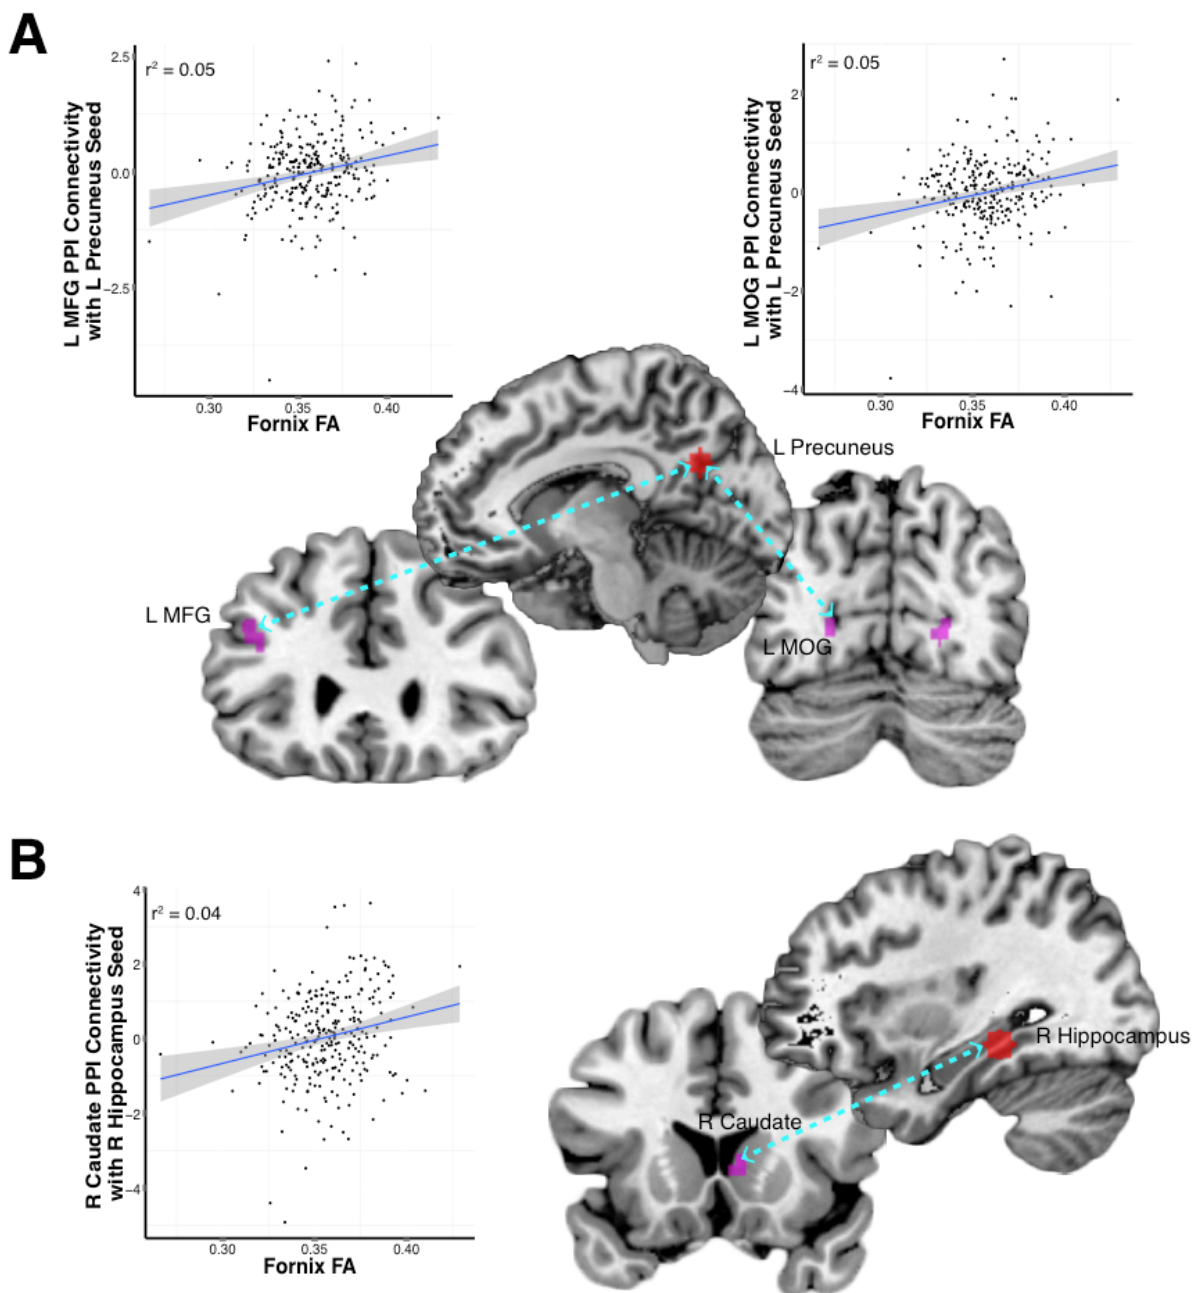 A
2.5
r² = 0.05
0.0
−2.5
L MFG PPI Connectivity
with L Precuneus Seed
0.30 0.35 0.40
Fornix FA
r² = 0.05
2
0
−2
−4
L MOG PPI Connectivity
with L Precuneus Seed
0.30 0.35 0.40
Fornix FA
L Precuneus
L MFG
L MOG
B
4
r² = 0.04
2
0
−2
−4
R Caudate PPI Connectivity
with R Hippocampus Seed
0.30 0.35 0.40
Fornix FA
R Hippocampus
R Caudate